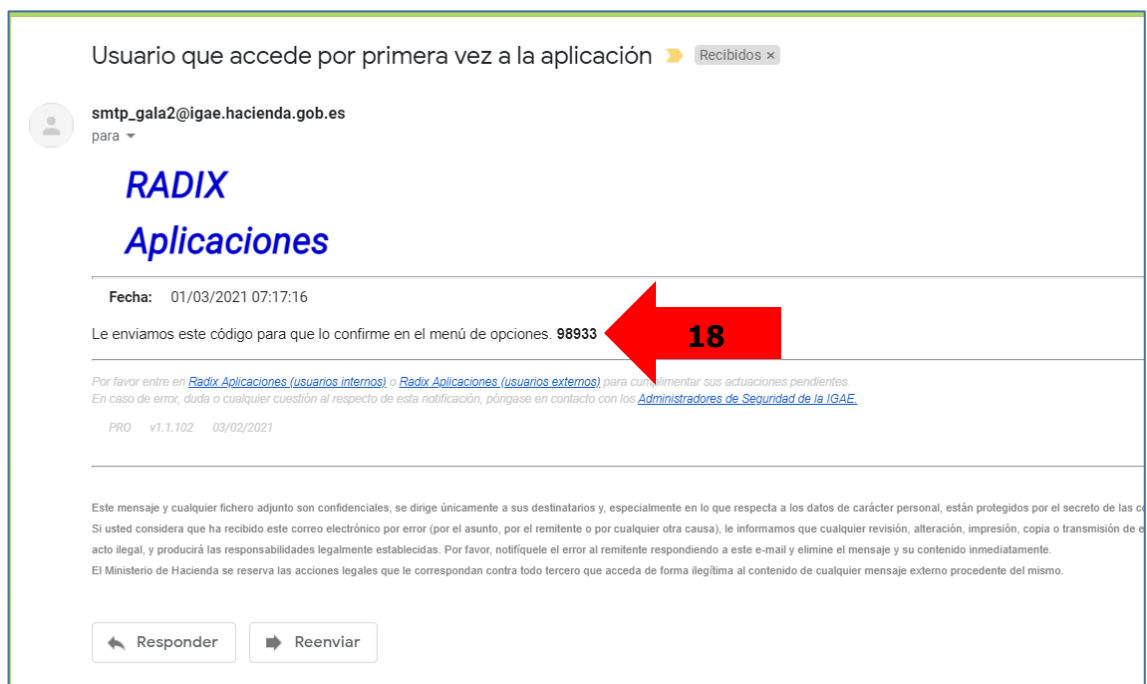 Usuario que accede por primera vez a la aplicación Recibidos x
smtp_gala2@igae.hacienda.gob.es
para
RADIX
Aplicaciones
Fecha: 01/03/2021 07:17:16
Le enviamos este código para que lo confirme en el menú de opciones. 98933
18
Por favor entre en Radix Aplicaciones (usuarios internos) o Radix Aplicaciones (usuarios externos) para cumplimentar sus actuaciones pendientes.
En caso de error, duda o cualquier cuestión al respecto de esta notificación, póngase en contacto con los Administradores de Seguridad de la IGAE.
PRO v1.1.102 03/02/2021
Este mensaje y cualquier fichero adjunto son confidenciales, se dirige únicamente a sus destinatarios y, especialmente en lo que respecta a los datos de carácter personal, están protegidos por el secreto de las
Si usted considera que ha recibido este correo electrónico por error (por el asunto, por el remitente o por cualquier otra causa), le informamos que cualquier revisión, alteración, impresión, copia o transmisión de
acto ilegal, y producirá las responsabilidades legalmente establecidas. Por favor, notifíquele el error al remitente respondiendo a este e-mail y elimine el mensaje y su contenido inmediatamente.
El Ministerio de Hacienda se reserva las acciones legales que le correspondan contra todo tercero que acceda de forma ilegítima al contenido de cualquier mensaje externo procedente del mismo.
Responder Reenviar